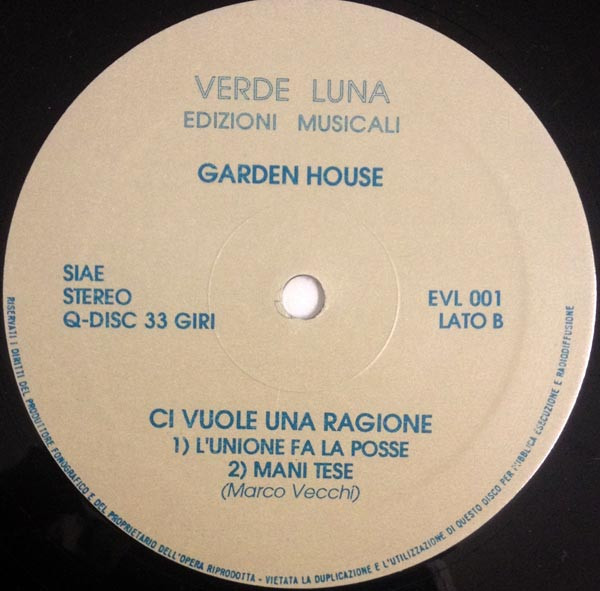 VERDE LUNA
EDIZIONI MUSICALI
GARDEN HOUSE
SIAE
STEREO
Q-DISC 33 GIRI
EVL 001
LATO B
CI VUOLE UNA RAGIONE
1) L'UNIONE FA LA POSSE
2) MANI TESE
(Marco Vecchi)
RISERVATI I DIRITTI DEL PRODUTTORE FONOGRAFICO E DEL PROPRIETARIO DELL'OPERA RIPRODOTTA - VIETATA LA DUPLICAZIONE E L'UTILIZZAZIONE DI QUESTO DISCO PER PUBBLICA ESECUZIONE E RADIODIFFUSIONE